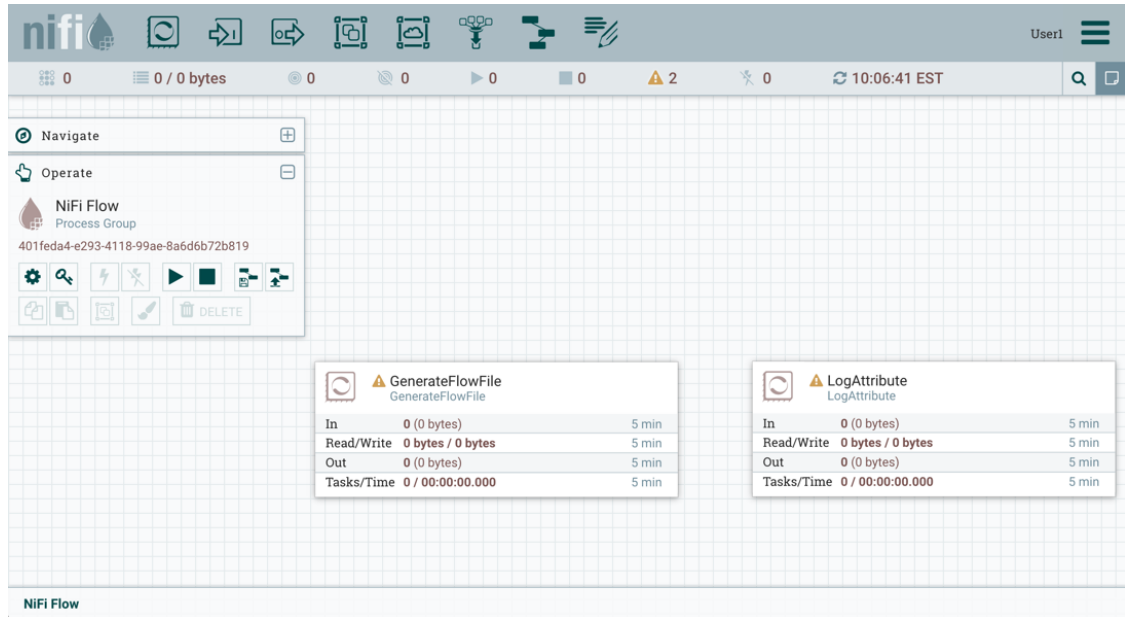 nifi
User1
0
0 / 0 bytes
0
0
0
0
2
0
10:06:41 EST
Navigate
Operate
NiFi Flow
Process Group
401feda4-e293-4118-99ae-8a6d6b72b819
DELETE
GenerateFlowFile
GenerateFlowFile
In 0 (0 bytes) 5 min
Read/Write 0 bytes / 0 bytes 5 min
Out 0 (0 bytes) 5 min
Tasks/Time 0 / 00:00:00.000 5 min
LogAttribute
LogAttribute
In 0 (0 bytes) 5 min
Read/Write 0 bytes / 0 bytes 5 min
Out 0 (0 bytes) 5 min
Tasks/Time 0 / 00:00:00.000 5 min
NiFi Flow